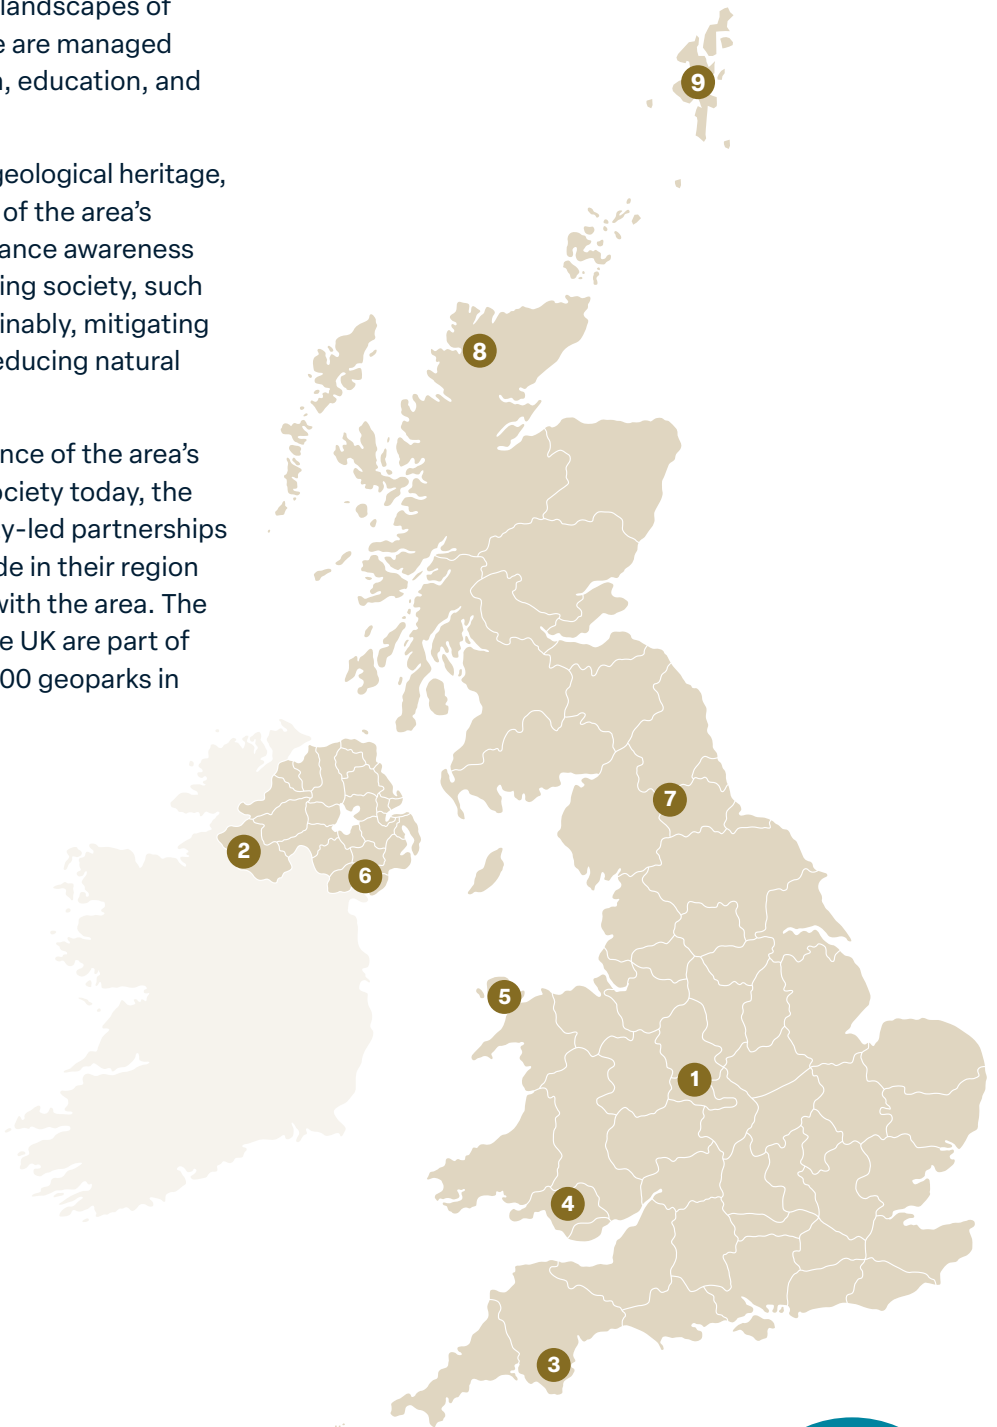 landscapes of
e are managed
, education, and
geological heritage,
of the area’s
ance awareness
ing society, such
inably, mitigating
educing natural
nce of the area’s
ociety today, the
y-led partnerships
de in their region
with the area. The
e UK are part of
00 geoparks in
9
8
7
2
6
5
1
4
3